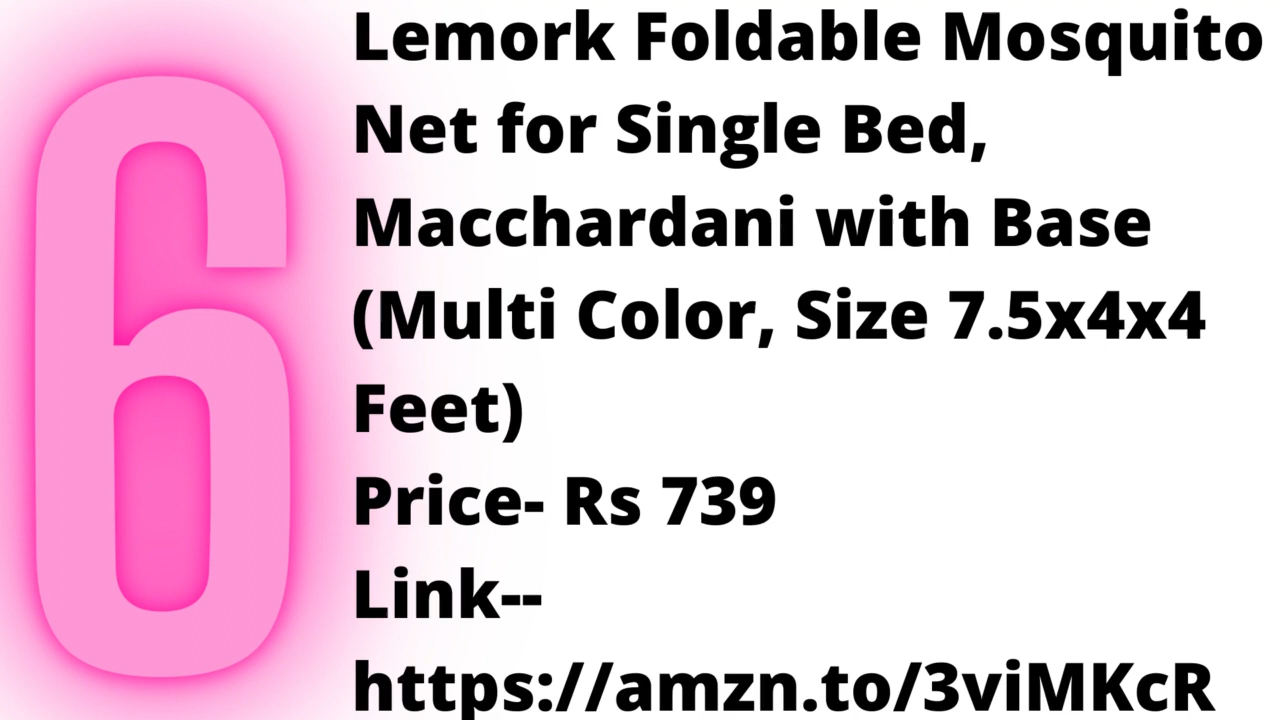 6
Lemork Foldable Mosquito
Net for Single Bed,
Macchardani with Base
(Multi Color, Size 7.5x4x4
Feet)
Price- Rs 739
Link--
https://amzn.to/3viMKcR